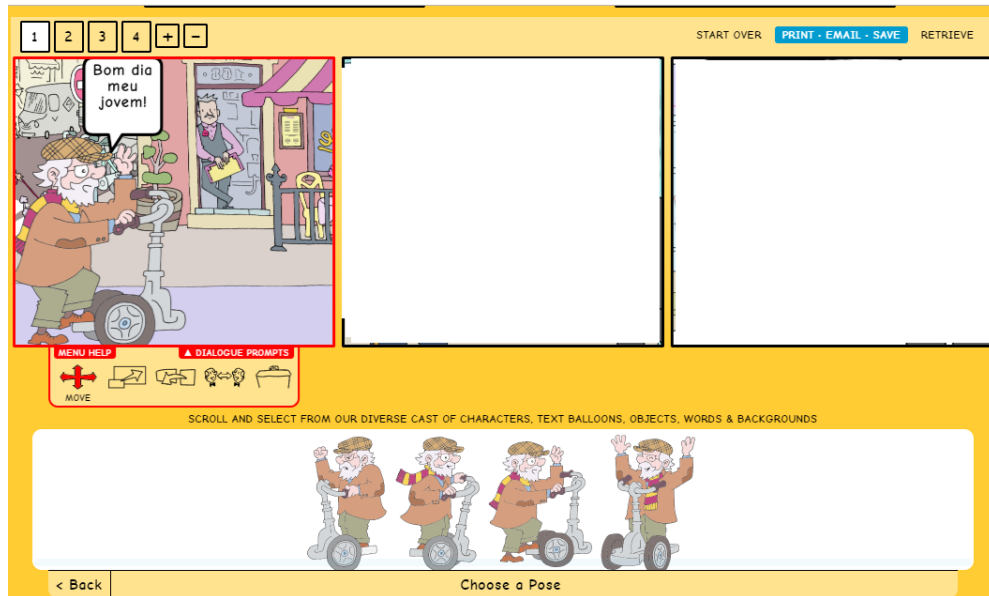 1 2 3 4 + −
START OVER PRINT · EMAIL · SAVE RETRIEVE
Bom dia
meu
jovem!
MENU HELP ▲ DIALOGUE PROMPTS
MOVE
SCROLL AND SELECT FROM OUR DIVERSE CAST OF CHARACTERS, TEXT BALLOONS, OBJECTS, WORDS & BACKGROUNDS
< Back Choose a Pose